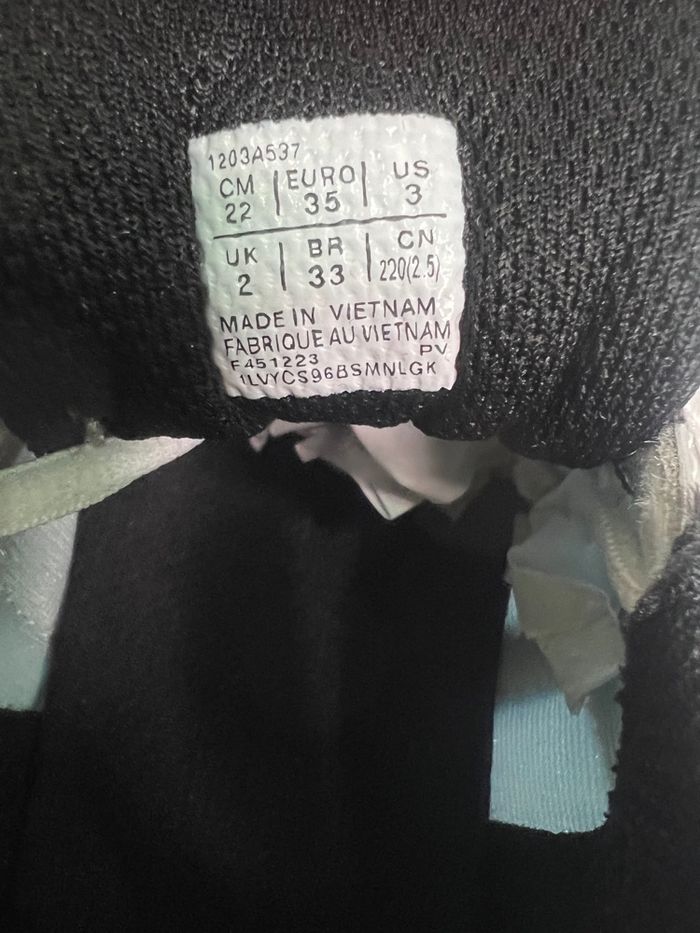 1203A537
CM | EURO | US
22 | 35 | 3
UK | BR | CN
2 | 33 | 220(2.5)
MADE IN VIETNAM
FABRIQUE AU VIETNAM
F451223 PV
1LVYCS96BSMNLGK